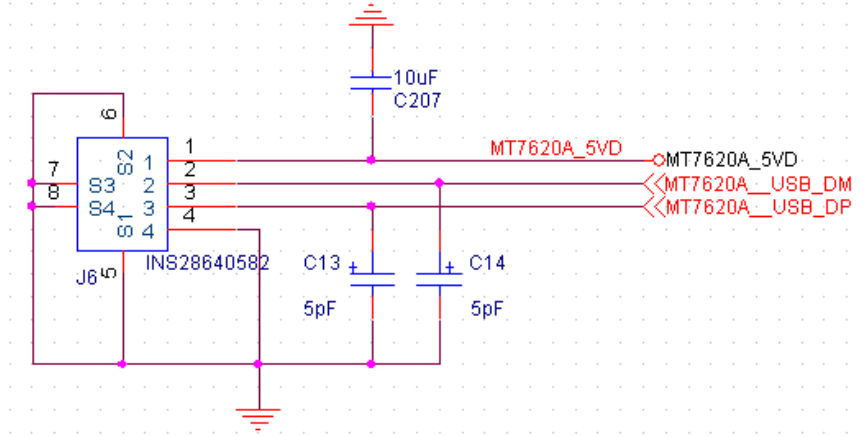 10uF
C207
6
1
MT7620A_5VD
MT7620A_5VD
7
S2
1
2
S3
2
MT7620A__USB_DM
8
3
S4
3
MT7620A__USB_DP
S1
4
4
J6
5
INS28640582
C13
+
+
C14
5pF
5pF